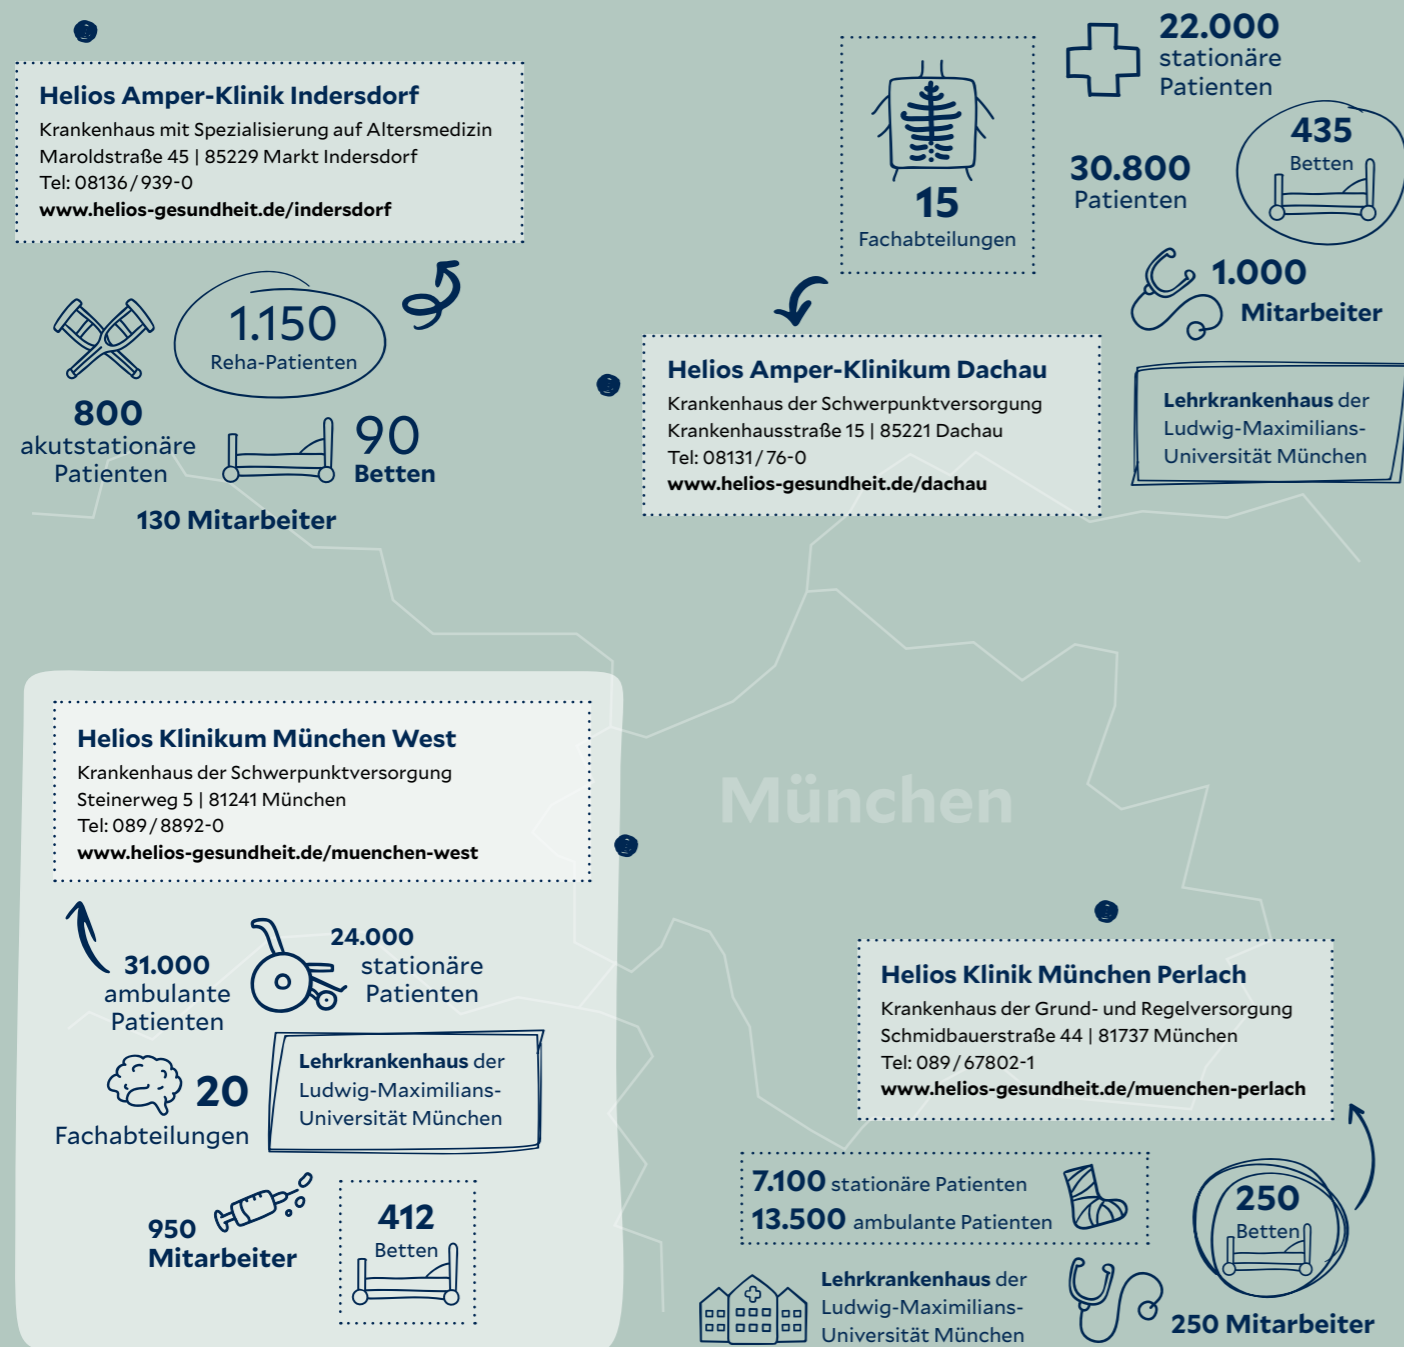 Helios Amper-Klinik Indersdorf
Krankenhaus mit Spezialisierung auf Altersmedizin
Maroldstraße 45 | 85229 Markt Indersdorf
Tel: 08136/939-0
www.helios-gesundheit.de/indersdorf
1.150
Reha-Patienten
800
akutstationäre
Patienten
90
Betten
130 Mitarbeiter
15
Fachabteilungen
22.000
stationäre
Patienten
435
Betten
30.800
Patienten
1.000
Mitarbeiter
Helios Amper-Klinikum Dachau
Krankenhaus der Schwerpunktversorgung
Krankenhausstraße 15 | 85221 Dachau
Tel: 08131/76-0
www.helios-gesundheit.de/dachau
Lehrkrankenhaus der
Ludwig-Maximilians-
Universität München
München
Helios Klinikum München West
Krankenhaus der Schwerpunktversorgung
Steinerweg 5 | 81241 München
Tel: 089/8892-0
www.helios-gesundheit.de/muenchen-west
31.000
ambulante
Patienten
24.000
stationäre
Patienten
20
Fachabteilungen
Lehrkrankenhaus der
Ludwig-Maximilians-
Universität München
950
Mitarbeiter
412
Betten
Helios Klinik München Perlach
Krankenhaus der Grund- und Regelversorgung
Schmidbauerstraße 44 | 81737 München
Tel: 089/67802-1
www.helios-gesundheit.de/muenchen-perlach
7.100 stationäre Patienten
13.500 ambulante Patienten
250
Betten
Lehrkrankenhaus der
Ludwig-Maximilians-
Universität München
250 Mitarbeiter